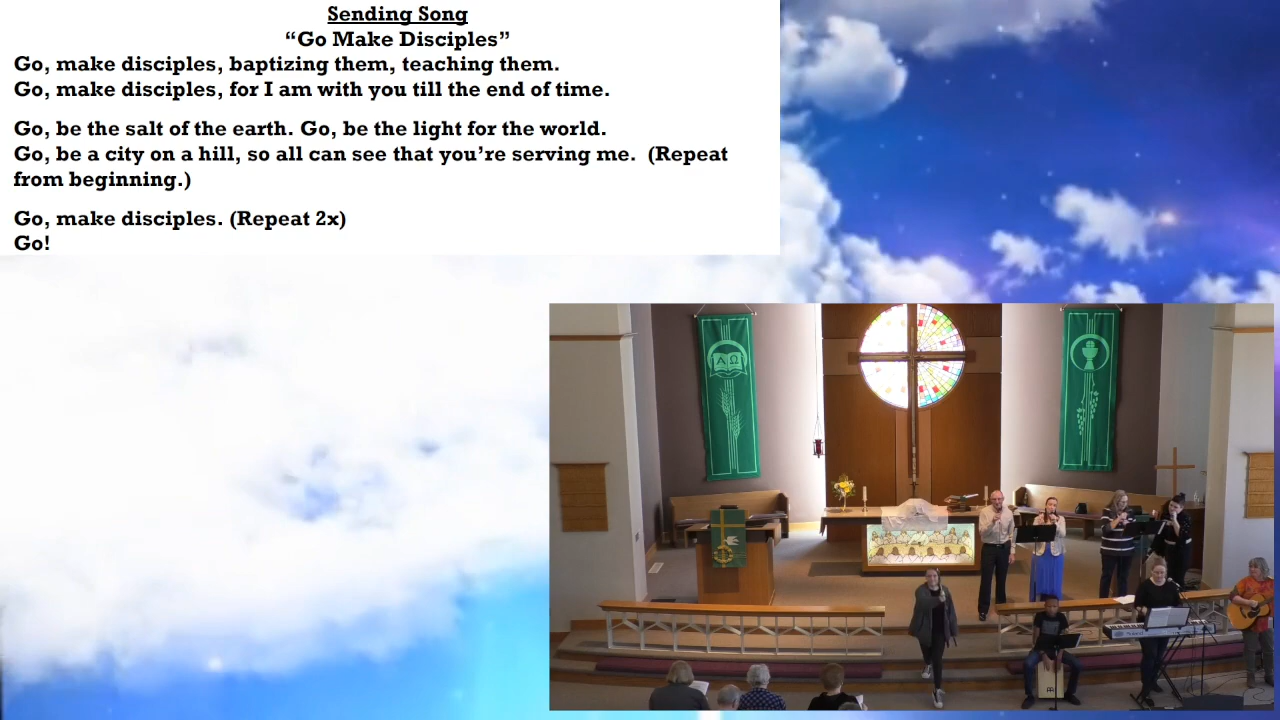 Sending Song
“Go Make Disciples”
Go, make disciples, baptizing them, teaching them.
Go, make disciples, for I am with you till the end of time.
Go, be the salt of the earth. Go, be the light for the world.
Go, be a city on a hill, so all can see that you’re serving me.  (Repeat
from beginning.)
Go, make disciples. (Repeat 2x)
Go!
Α Ω